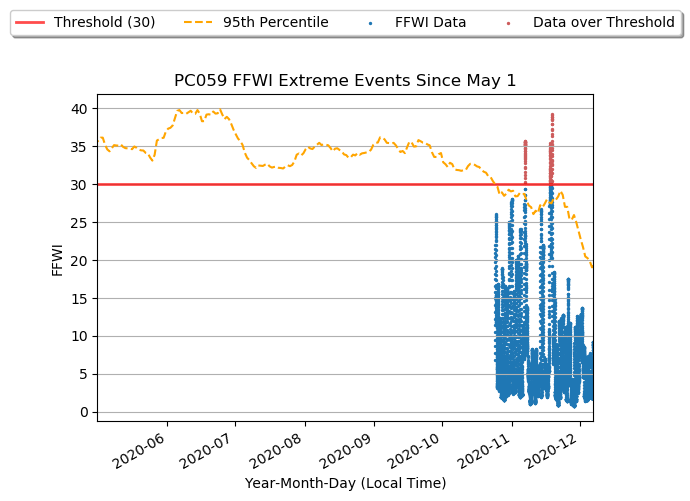 Threshold (30) 95th Percentile FFWI Data Data over Threshold
PC059 FFWI Extreme Events Since May 1
40
35
30
25
20
15
10
5
0
FFWI
2020-06 2020-07 2020-08 2020-09 2020-10 2020-11 2020-12
Year-Month-Day (Local Time)